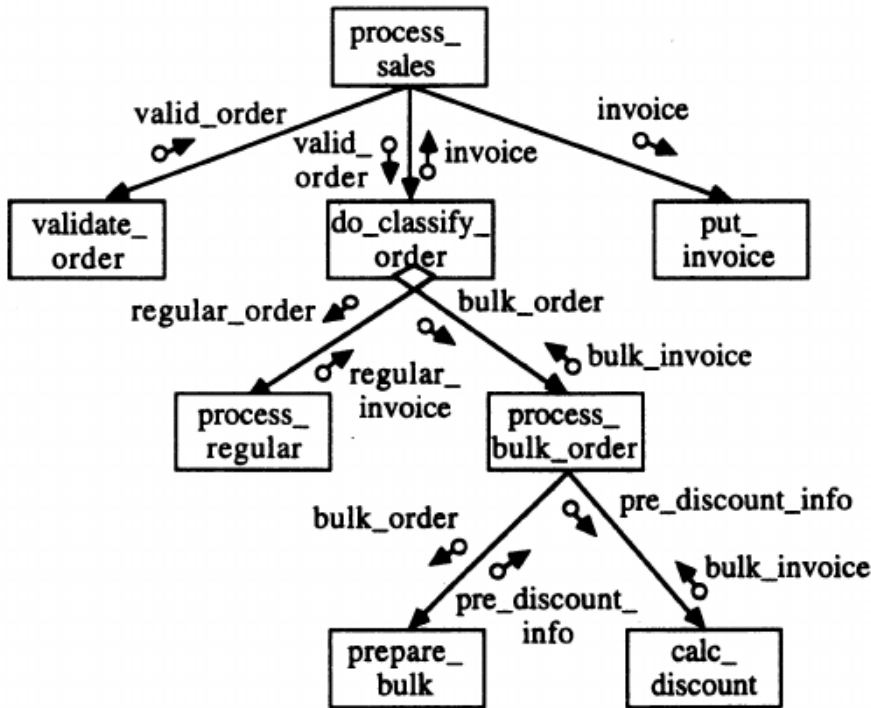 process_
sales
valid_order
valid_
order
invoice
invoice
validate_
order
do_classify_
order
put_
invoice
regular_order
bulk_order
regular_
invoice
bulk_invoice
process_
regular
process_
bulk_order
bulk_order
pre_discount_info
pre_discount_
info
bulk_invoice
prepare_
bulk
calc_
discount